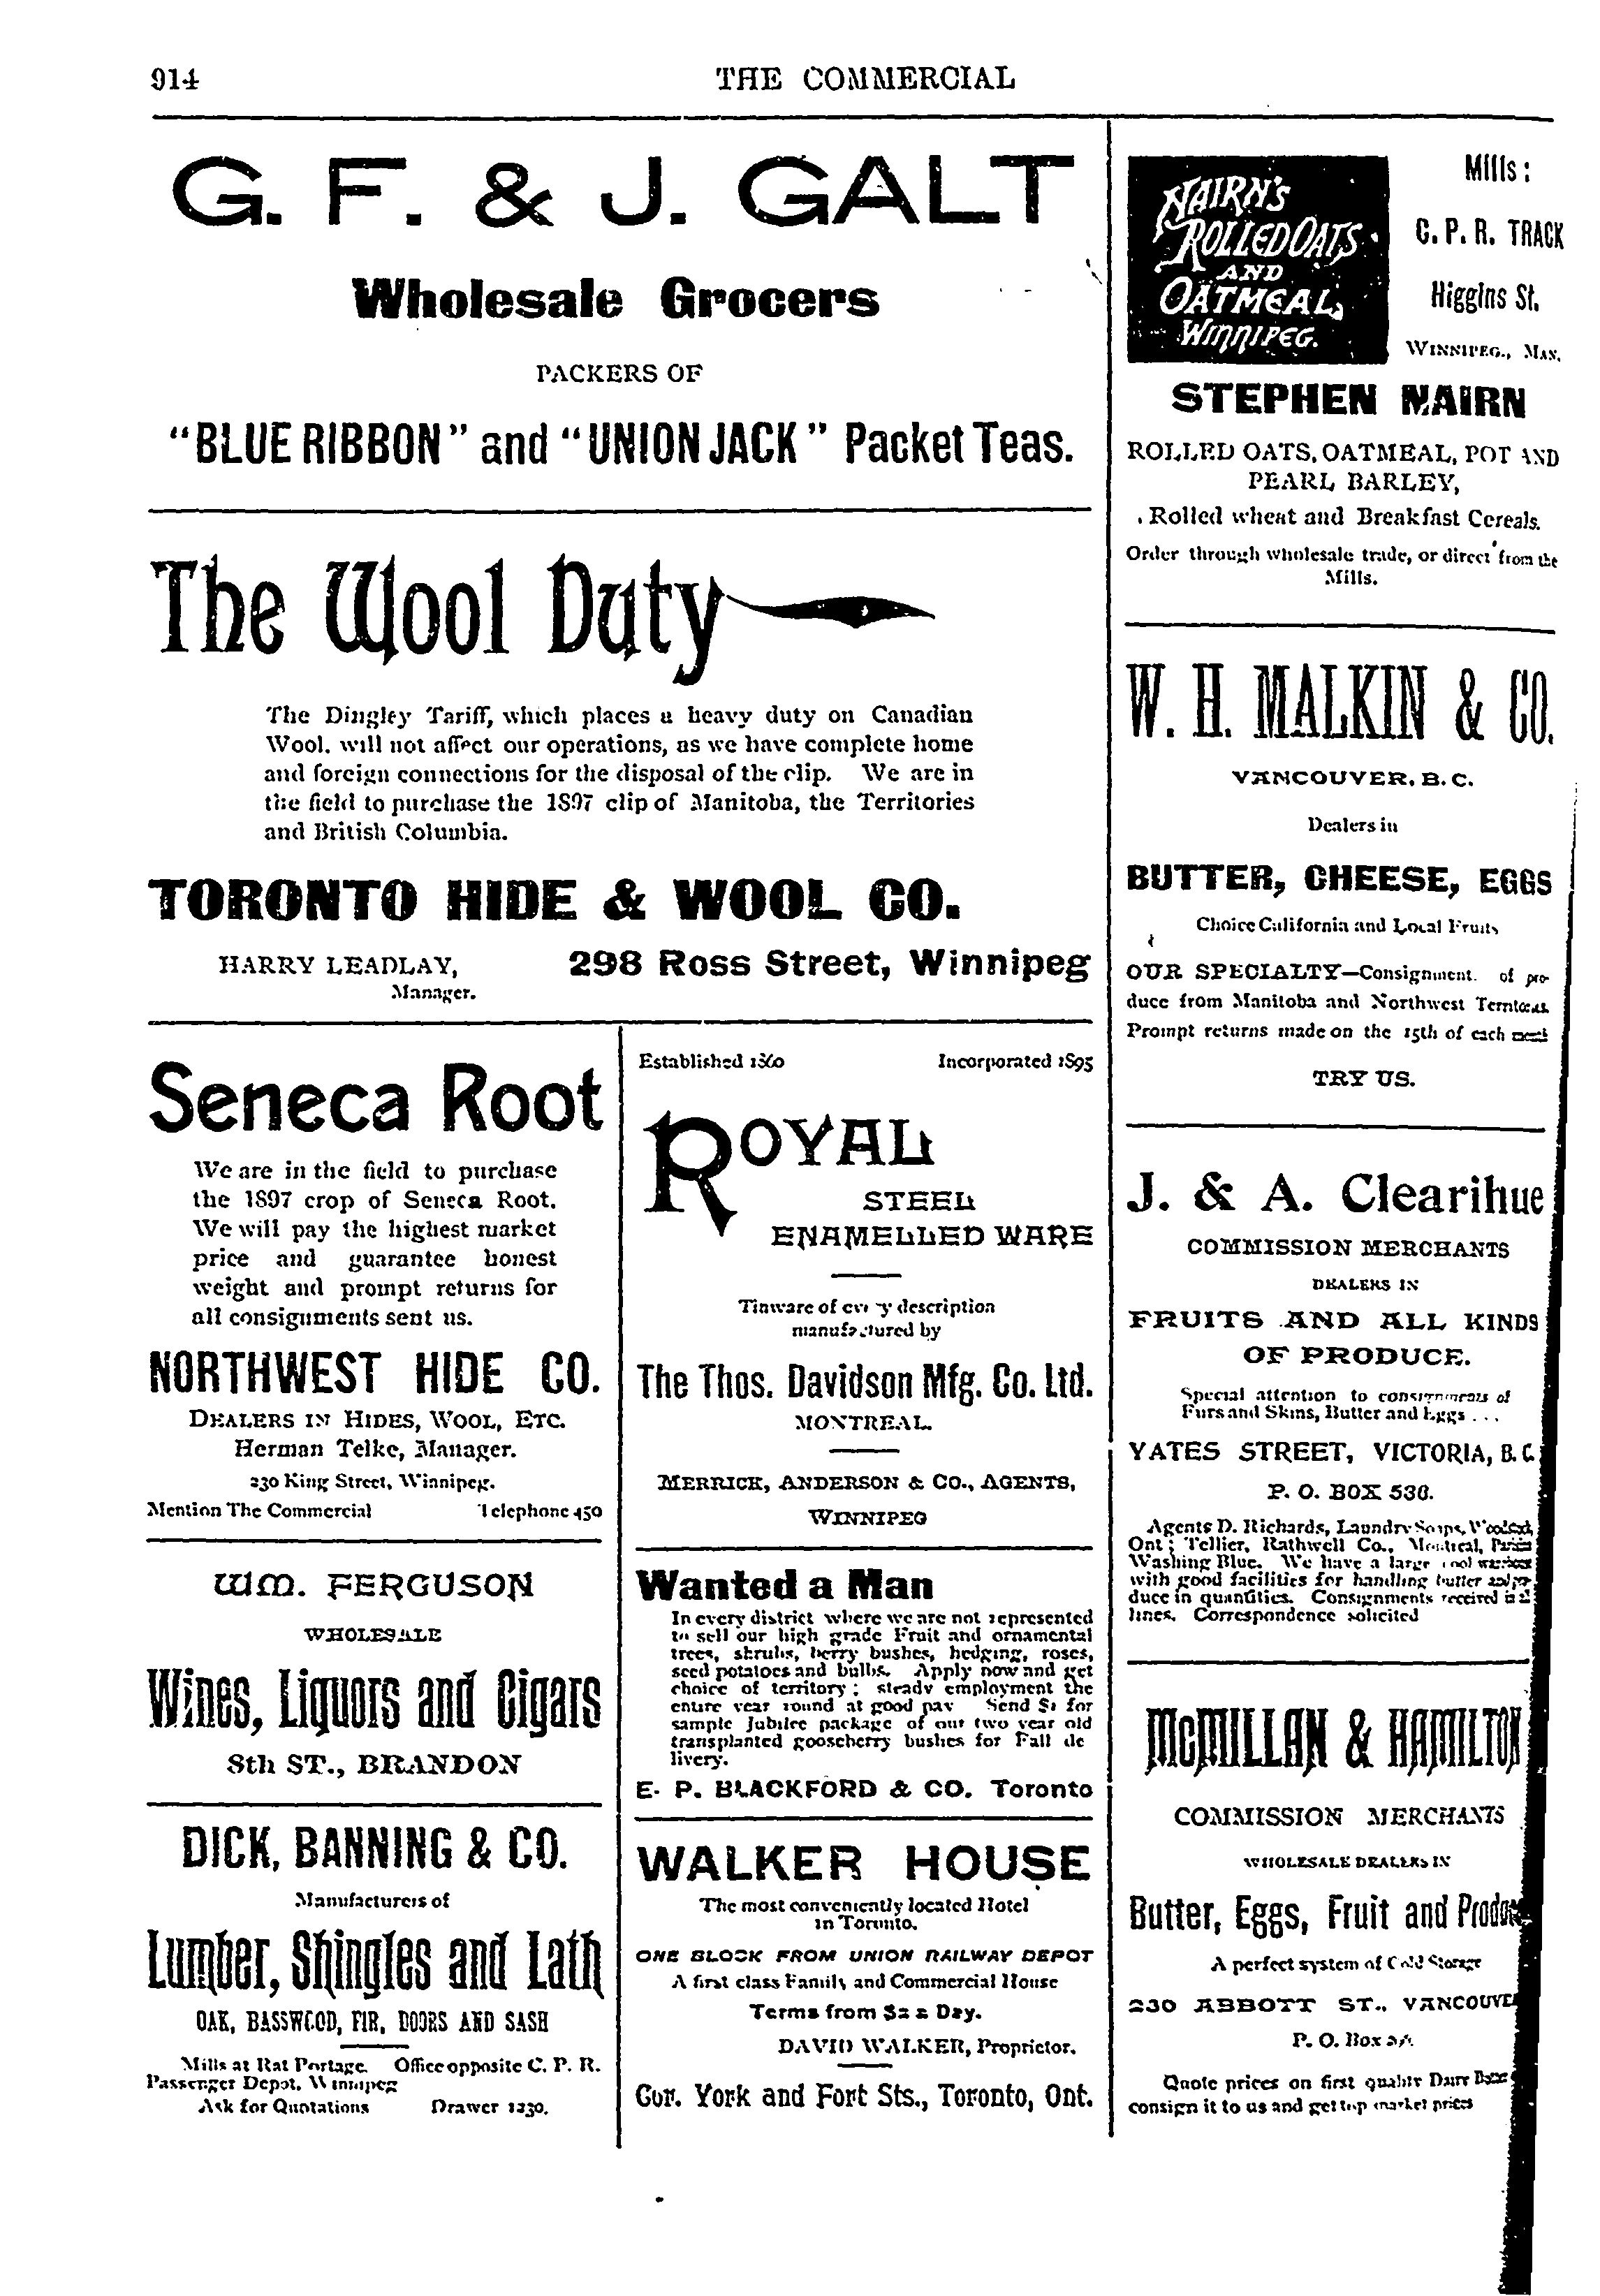 914
THE COMMERCIAL
G. F. & J. GALT
Wholesale Grocers
PACKERS OF
"BLUE RIBBON" and "UNION JACK" Packet Teas.
The Wool Duty
The Dingley Tariff, which places a heavy duty on Canadian
Wool. will not affect our operations, as we have complete home
and foreign connections for the disposal of the clip. We are in
the field to purchase the 1897 clip of Manitoba, the Territories
and British Columbia.
TORONTO HIDE & WOOL CO.
HARRY LEADLAY,
Manager.
298 Ross Street, Winnipeg
Seneca Root
We are in the field to purchase
the 1897 crop of Seneca Root.
We will pay the highest market
price and guarantee honest
weight and prompt returns for
all consignments sent us.
NORTHWEST HIDE CO.
DEALERS IN HIDES, WOOL, ETC.
Herman Telke, Manager.
230 King Street, Winnipeg.
Mention The Commercial Telephone 450
WM. FERGUSON
WHOLESALE
Wines, Liquors and Cigars
8th ST., BRANDON
DICK, BANNING & CO.
Manufacturers of
Lumber, Shingles and Lath
OAK, BASSWOOD, FIR, DOORS AND SASH
Mills at Rat Portage. Office opposite C. P. R.
Passenger Depot, Winnipeg
Ask for Quotations Drawer 1230.
Established 1860 Incorporated 1895
ROYAL
STEEL
ENAMELLED WARE
Tinware of every description
manufactured by
The Thos. Davidson Mfg. Co. Ltd.
MONTREAL.
MERRICK, ANDERSON & CO., AGENTS,
WINNIPEG
Wanted a Man
In every district where we are not represented
to sell our high grade Fruit and ornamental
trees, shrubs, berry bushes, hedging, roses,
seed potatoes and bulbs. Apply now and get
choice of territory; steady employment the
entire year round at good pay Send $1 for
sample Jubilee package of our two year old
transplanted gooseberry bushes for Fall de
livery.
E. P. BLACKFORD & CO. Toronto
WALKER HOUSE
The most conveniently located Hotel
in Toronto.
ONE BLOCK FROM UNION RAILWAY DEPOT
A first class Family and Commercial House
Terms from $2 a Day.
DAVID WALKER, Proprietor.
Cor. York and Fort Sts., Toronto, Ont.
NAIRN'S
ROLLED OATS
AND
OATMEAL,
WINNIPEG.
Mills:
C. P. R. TRACK
Higgins St.
WINNIPEG., MAN.
STEPHEN NAIRN
ROLLED OATS, OATMEAL, POT AND
PEARL BARLEY,
Rolled wheat and Breakfast Cereals.
Order through wholesale trade, or direct from the
Mills.
W. H. MALKIN & CO.
VANCOUVER, B. C.
Dealers in
BUTTER, CHEESE, EGGS
Choice California and Local Fruits
OUR SPECIALTY—Consignment. of pro-
duce from Manitoba and Northwest Territories.
Prompt returns made on the 15th of each month
TRY US.
J. & A. Clearihue
COMMISSION MERCHANTS
DEALERS IN
FRUITS AND ALL KINDS
OF PRODUCE.
Special attention to consignments of
Furs and Skins, Butter and Eggs . . .
YATES STREET, VICTORIA, B. C.
P. O. BOX 536.
Agents D. Richards, Laundry Soaps, Woodstock,
Ont; Tellier, Rathwell Co., Montreal, Parisian
Washing Blue. We have a large cool warehouse
with good facilities for handling butter and pro-
duce in quantities. Consignments received in all
lines. Correspondence solicited
McMILLAN & HAMILTON
COMMISSION MERCHANTS
WHOLESALE DEALERS IN
Butter, Eggs, Fruit and Produce
A perfect system of Cold Storage
230 ABBOTT ST., VANCOUVER
P. O. Box
Quote prices on first quality Dairy
consign it to us and get top market prices